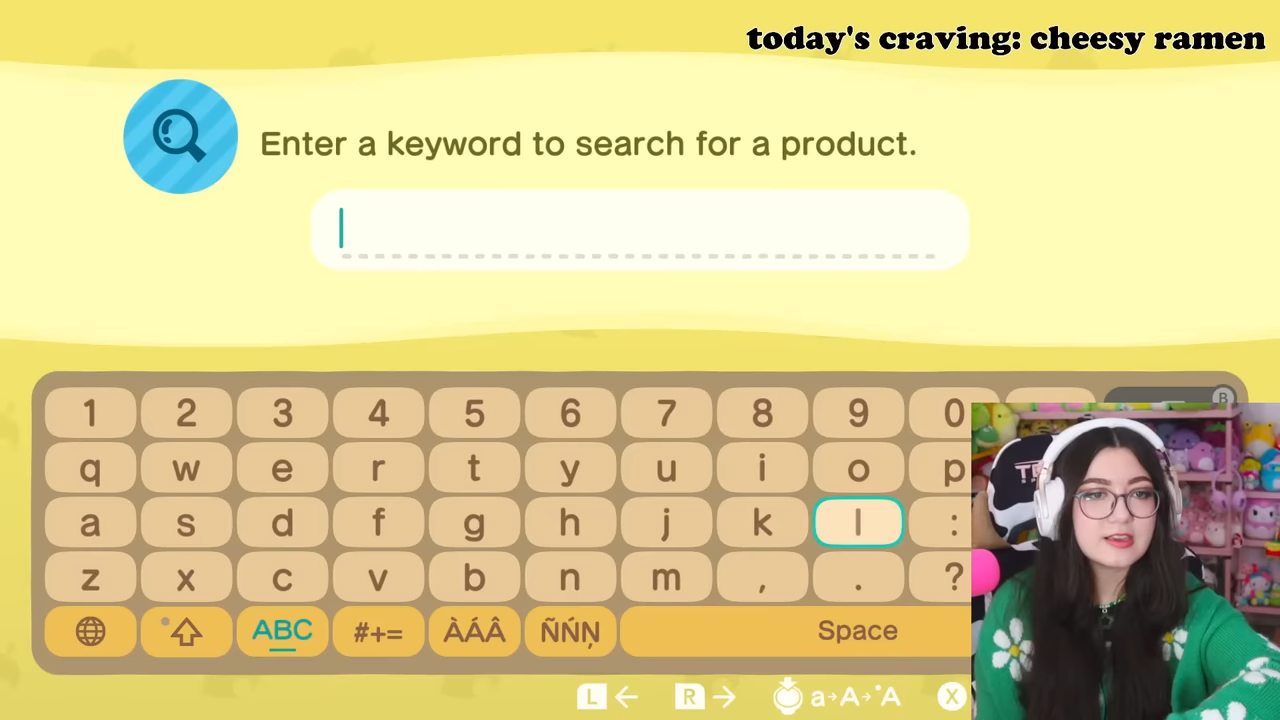 today's craving: cheesy ramen
Enter a keyword to search for a product.
1 2 3 4 5 6 7 8 9 0
B
q w e r t y u i o p
a s d f g h j k l :
z x c v b n m , . ?
ABC #+= ÀÁÂ ÑŃŅ Space
L ← R → a→A→•A X